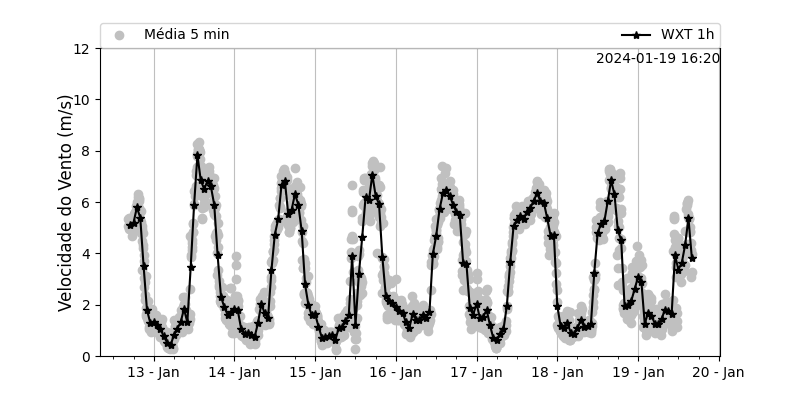 Média 5 min
WXT 1h
2024-01-19 16:20
Velocidade do Vento (m/s)
12
10
8
6
4
2
0
13 - Jan
14 - Jan
15 - Jan
16 - Jan
17 - Jan
18 - Jan
19 - Jan
20 - Jan